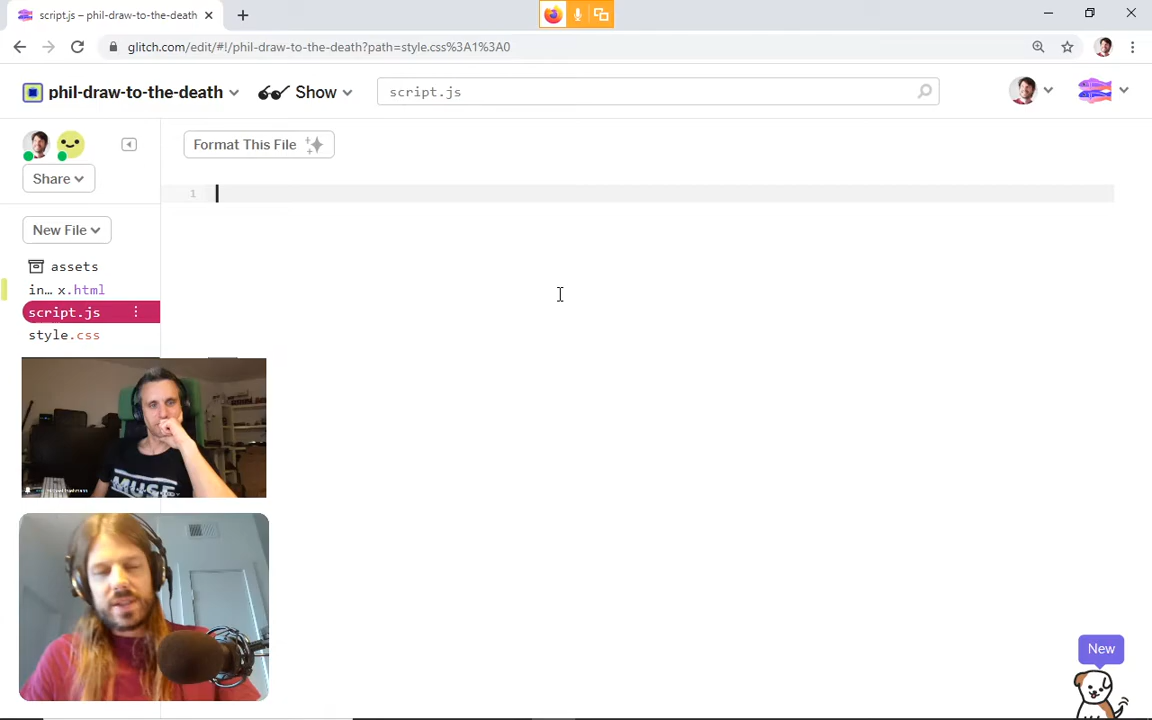 script.js – phil-draw-to-the-death
glitch.com/edit/#!/phil-draw-to-the-death?path=style.css%3A1%3A0
phil-draw-to-the-death
Show
script.js
Format This File
Share
1
New File
assets
in… x.html
script.js
style.css
MUSE
New